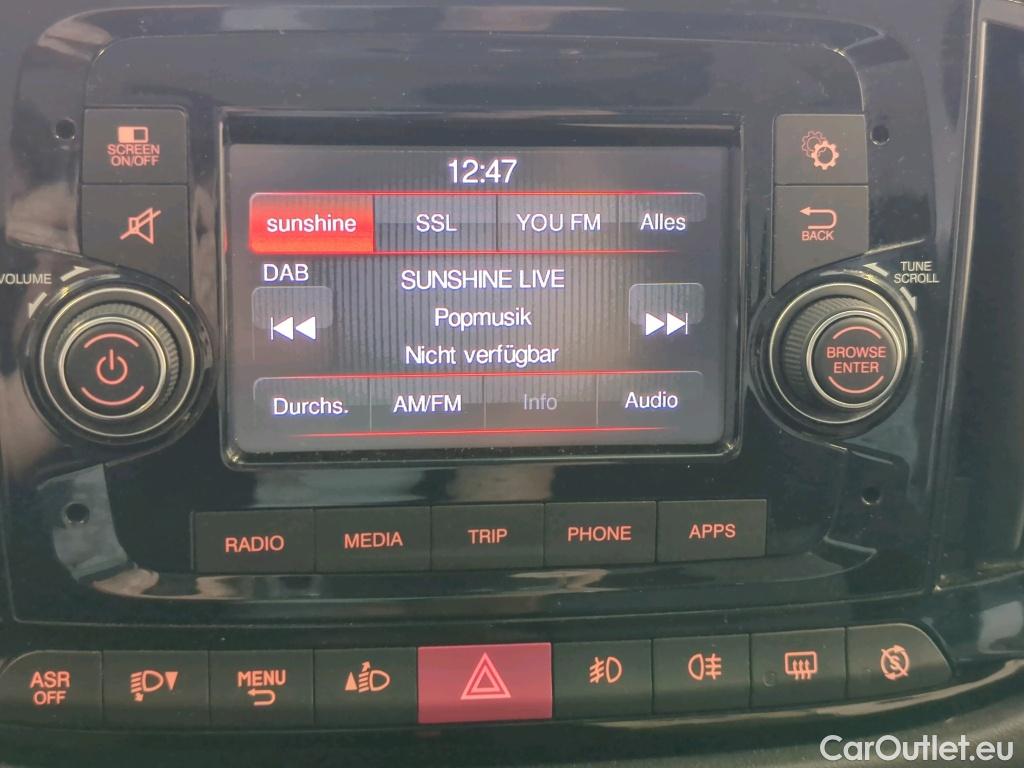 SCREEN
ON/OFF
12:47
sunshine SSL YOU FM Alles
BACK
DAB
SUNSHINE LIVE
VOLUME
TUNE
SCROLL
Popmusik
Nicht verfügbar
BROWSE
ENTER
Durchs. AM/FM Info Audio
RADIO MEDIA TRIP PHONE APPS
ASR
OFF
MENU
CarOutlet.eu